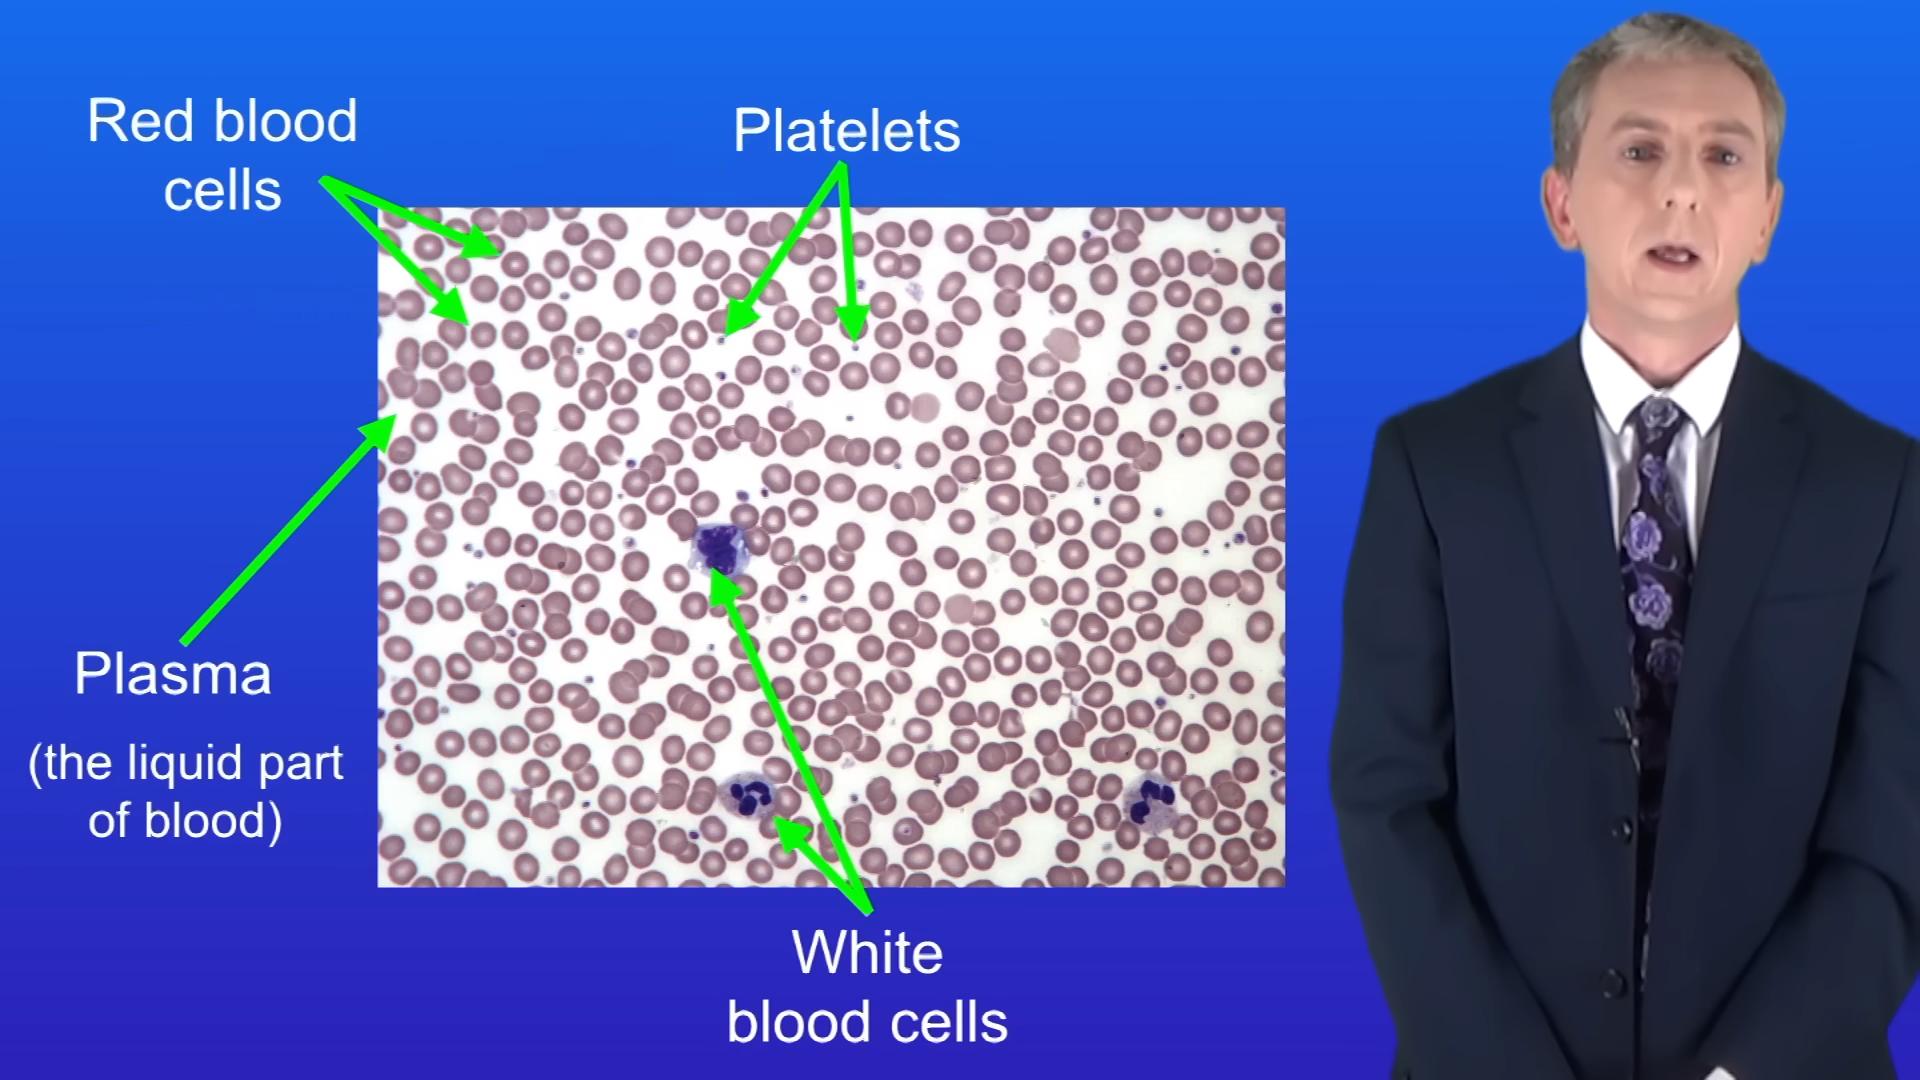 Red blood
cells
Platelets
Plasma
(the liquid part
of blood)
White
blood cells